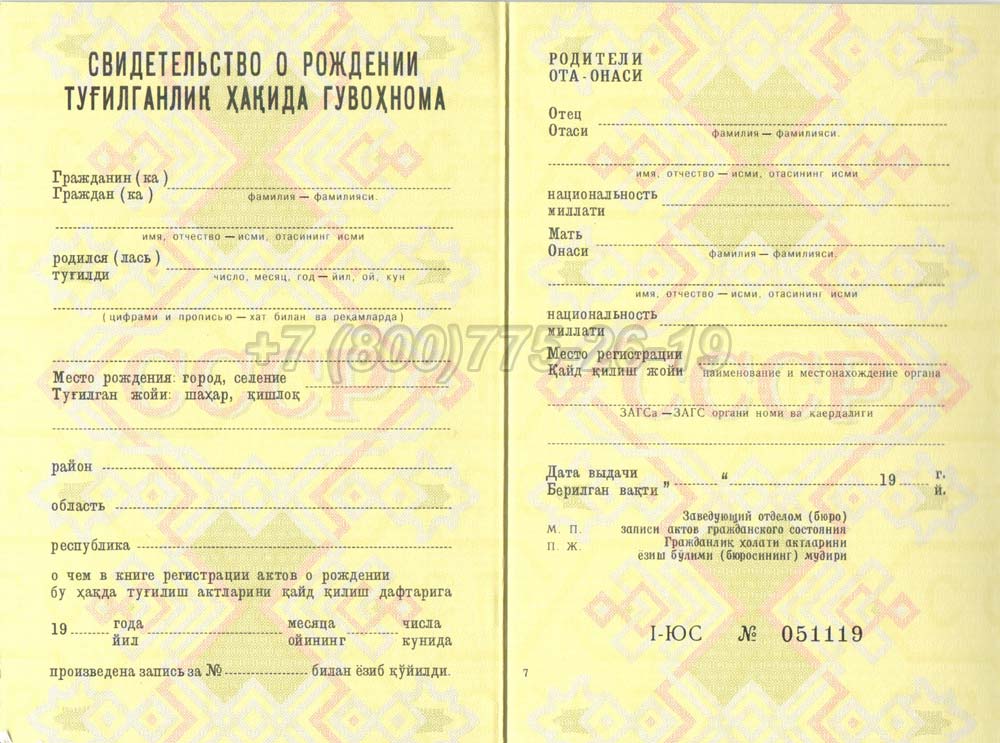 СВИДЕТЕЛЬСТВО О РОЖДЕНИИ
ТУҒИЛГАНЛИК ҲАҚИДА ГУВОҲНОМА
Гражданин (ка)
Граждан (ка)
фамилия — фамилияси.
имя, отчество — исми, отасининг исми
родился (лась)
туғилди
число, месяц, год — йил, ой, кун
(цифрами и прописью — хат билан ва рақамларда)
Место рождения: город, селение
Туғилган жойи: шаҳар, қишлоқ
район
область
республика
о чем в книге регистрации актов о рождении
бу ҳақда туғилиш актларини қайд қилиш дафтарига
19 года месяца числа
йил ойининг кунида
произведена запись за № билан ёзиб қўйилди.
РОДИТЕЛИ
ОТА-ОНАСИ
Отец
Отаси
фамилия — фамилияси.
имя, отчество — исми, отасининг исми
национальность
миллати
Мать
Онаси
фамилия — фамилияси.
имя, отчество — исми, отасининг исми
национальность
миллати
Место регистрации
Қайд қилиш жойи наименование и местонахождение органа
ЗАГСа — ЗАГС органи номи ва каердалиги
Дата выдачи
Берилган вақти " " 19 г.
й.
Заведующий отделом (бюро)
М. П. записи актов гражданского состояния
П. Ж. Гражданлик ҳолати актларини
ёзиш бўлими (бюросининг) мудири
I-ЮС № 051119
7
+7 (800)775-26-19
СССР
СССР